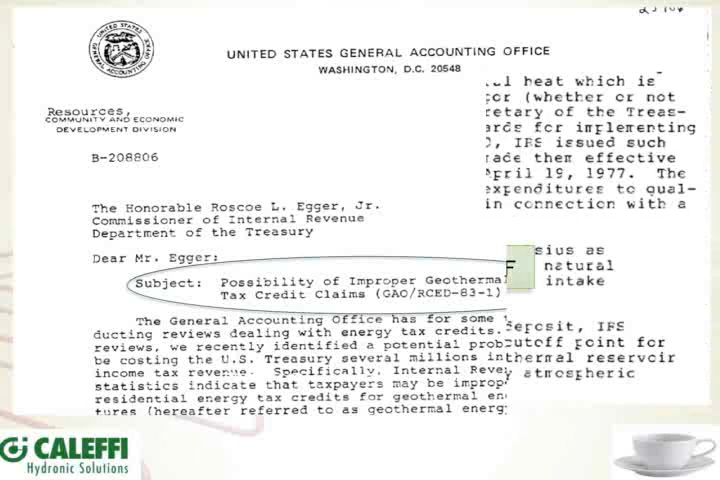 UNITED STATES GENERAL ACCOUNTING OFFICE
WASHINGTON, D.C. 20548
Resources,
COMMUNITY AND ECONOMIC
DEVELOPMENT DIVISION
B-208806
The Honorable Roscoe L. Egger, Jr.
Commissioner of Internal Revenue
Department of the Treasury
Dear Mr. Egger:
Subject: Possibility of Improper Geothermal
Tax Credit Claims (GAO/RCED-83-1)
The General Accounting Office has for some
ducting reviews dealing with energy tax credits.
reviews, we recently identified a potential prob
be costing the U.S. Treasury several millions in
income tax revenue. Specifically, Internal Reve
statistics indicate that taxpayers may be improp
residential energy tax credits for geothermal en
tures (hereafter referred to as geothermal energy
heat which is
(whether or not
retary of the Treas-
ards for implementing
IRS issued such
ade them effective
April 19, 1977. The
expenditures to qual-
in connection with a
sius as
F natural
intake
deposit, IRS
cutoff point for
thermal reservoir
y atmospheric
CALEFFI
Hydronic Solutions